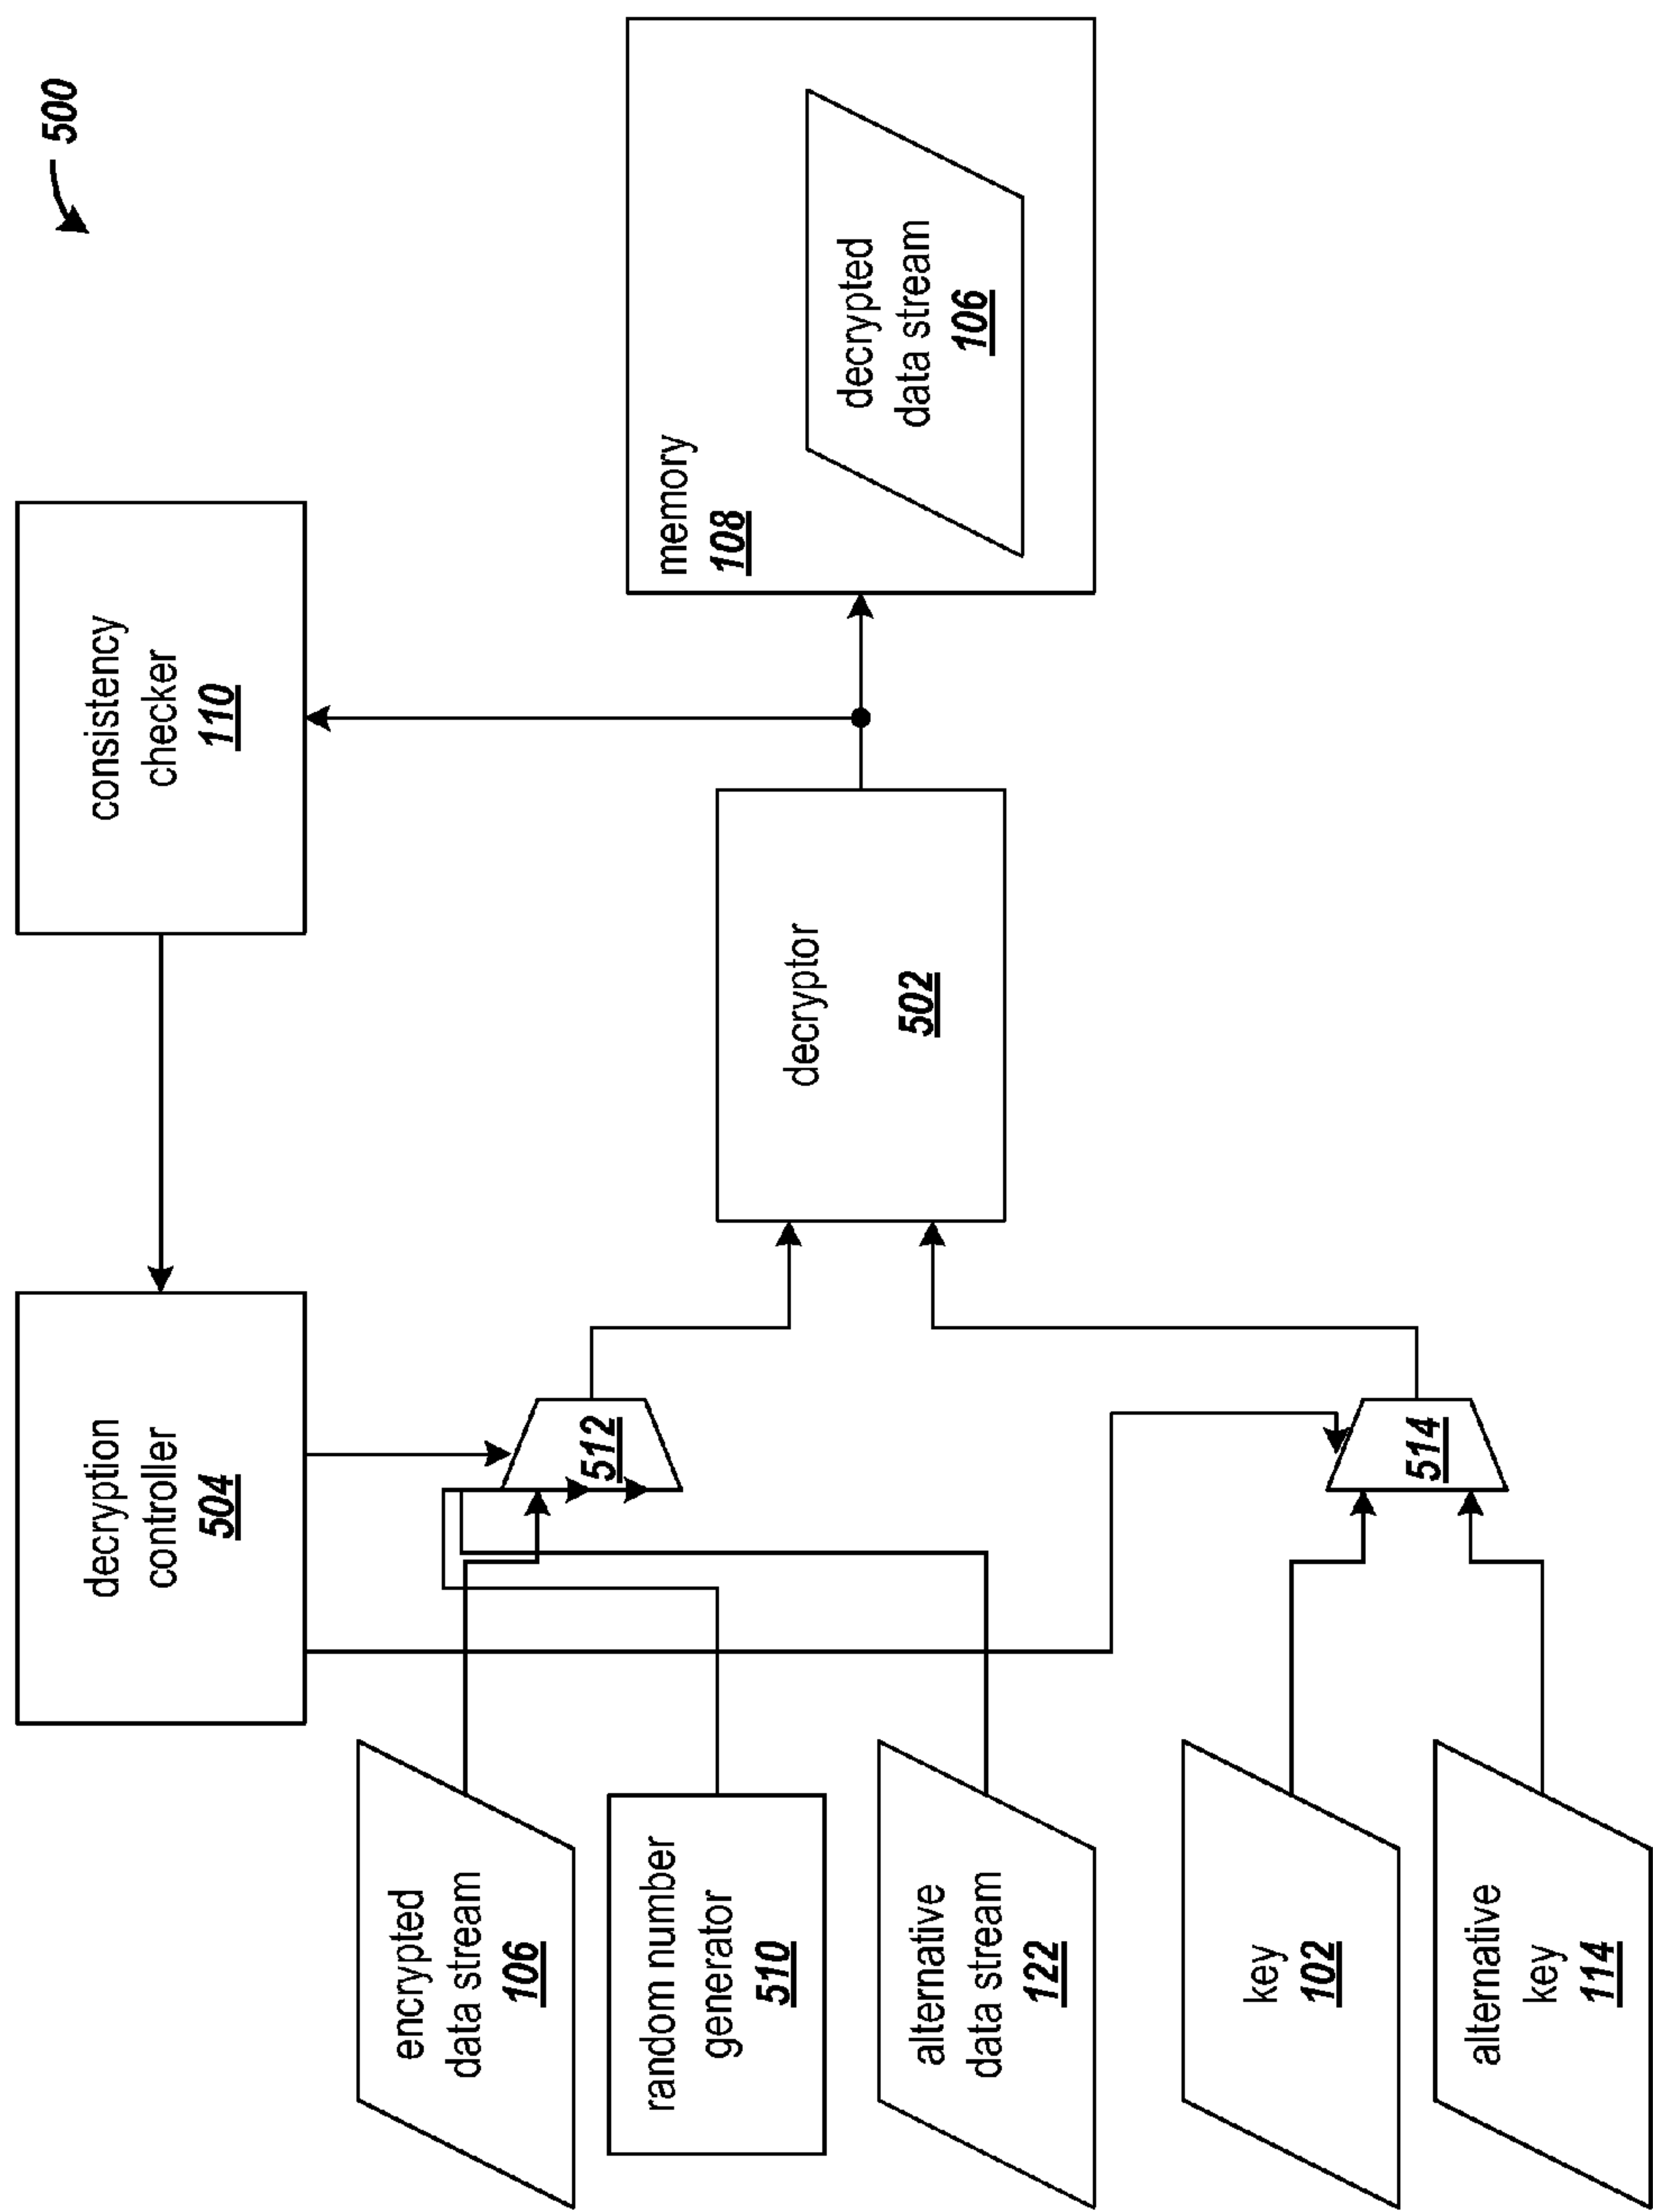 500
decryption
controller
504
consistency
checker
110
encrypted
data stream
106
random number
generator
510
alternative
data stream
122
key
102
alternative
key
114
512
514
decryptor
502
memory
108
decrypted
data stream
106